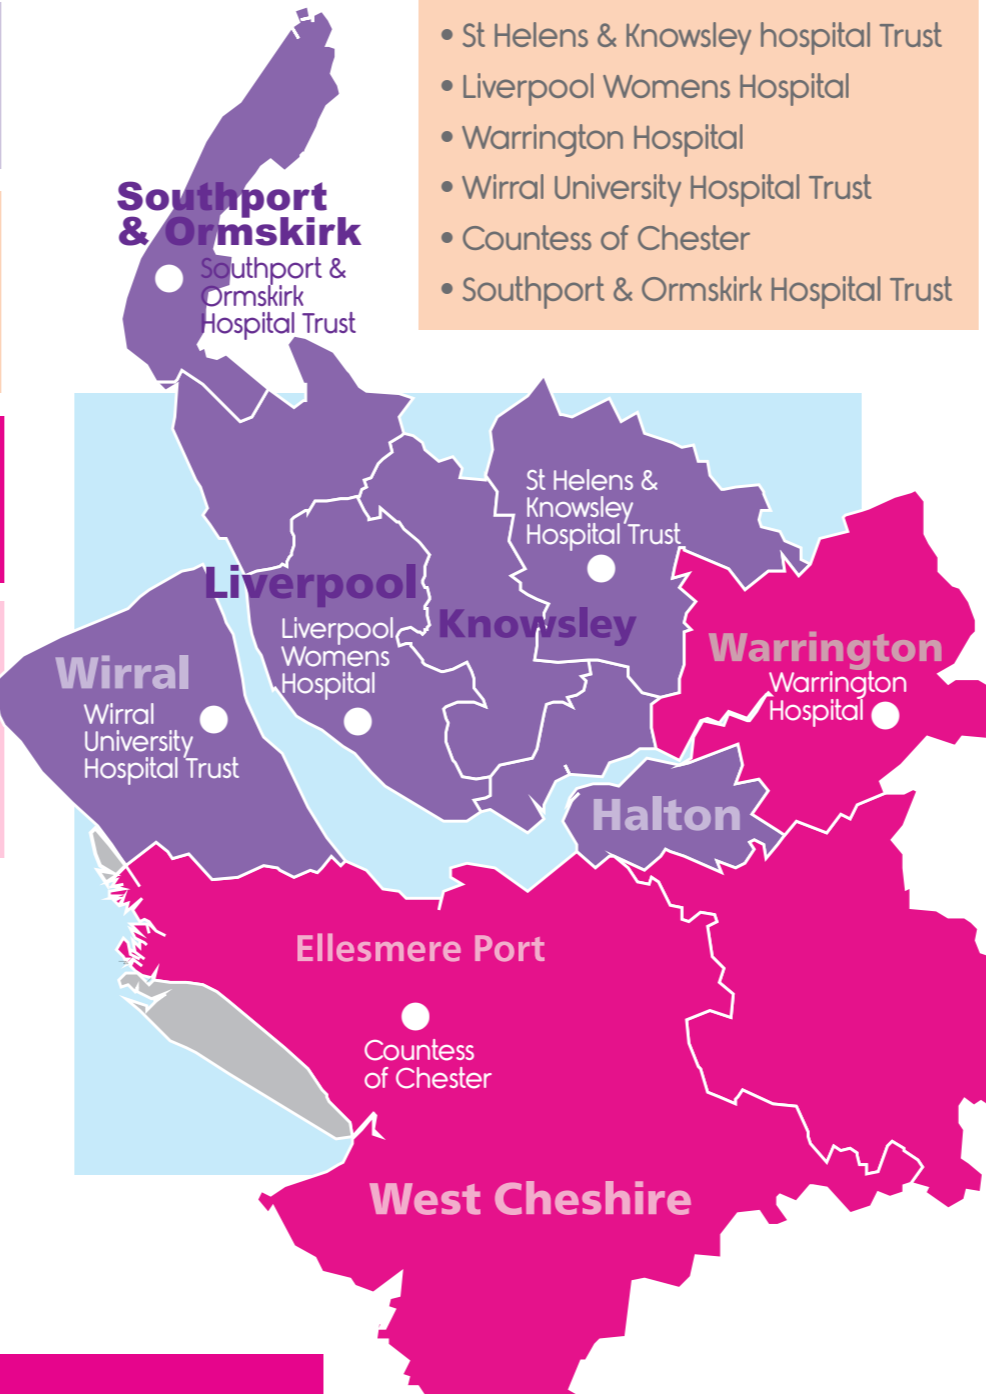 • St Helens & Knowsley hospital Trust
• Liverpool Womens Hospital
• Warrington Hospital
• Wirral University Hospital Trust
• Countess of Chester
• Southport & Ormskirk Hospital Trust
Southport
& Ormskirk
Southport &
Ormskirk
Hospital Trust
St Helens &
Knowsley
Hospital Trust
Liverpool
Knowsley
Liverpool
Womens
Hospital
Warrington
Warrington
Hospital
Wirral
Wirral
University
Hospital Trust
Halton
Ellesmere Port
Countess
of Chester
West Cheshire